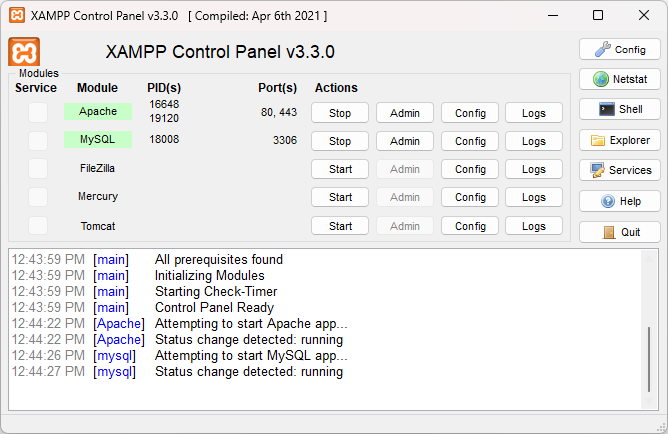 XAMPP Control Panel v3.3.0 [ Compiled: Apr 6th 2021 ]
XAMPP Control Panel v3.3.0
Config
Modules
Service Module PID(s) Port(s) Actions
Netstat
Apache 16648 19120 80, 443 Stop Admin Config Logs
Shell
MySQL 18008 3306 Stop Admin Config Logs
Explorer
FileZilla Start Admin Config Logs
Services
Mercury Start Admin Config Logs
Help
Tomcat Start Admin Config Logs
Quit
12:43:59 PM [main] All prerequisites found
12:43:59 PM [main] Initializing Modules
12:43:59 PM [main] Starting Check-Timer
12:43:59 PM [main] Control Panel Ready
12:44:22 PM [Apache] Attempting to start Apache app...
12:44:22 PM [Apache] Status change detected: running
12:44:26 PM [mysql] Attempting to start MySQL app...
12:44:27 PM [mysql] Status change detected: running